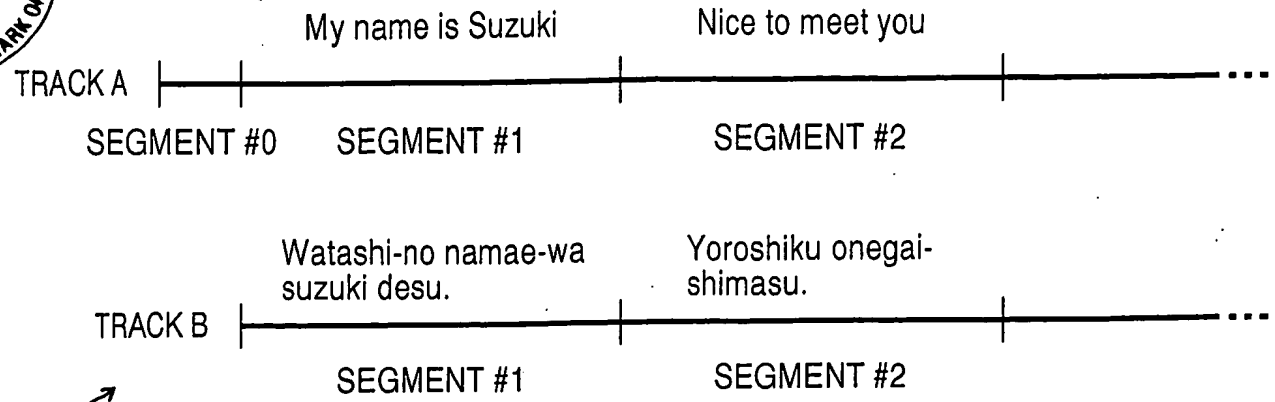 My name is Suzuki Nice to meet you
TRACK A
SEGMENT #0 SEGMENT #1 SEGMENT #2
Watashi-no namae-wa Yoroshiku onegai-
suzuki desu. shimasu.
TRACK B
SEGMENT #1 SEGMENT #2